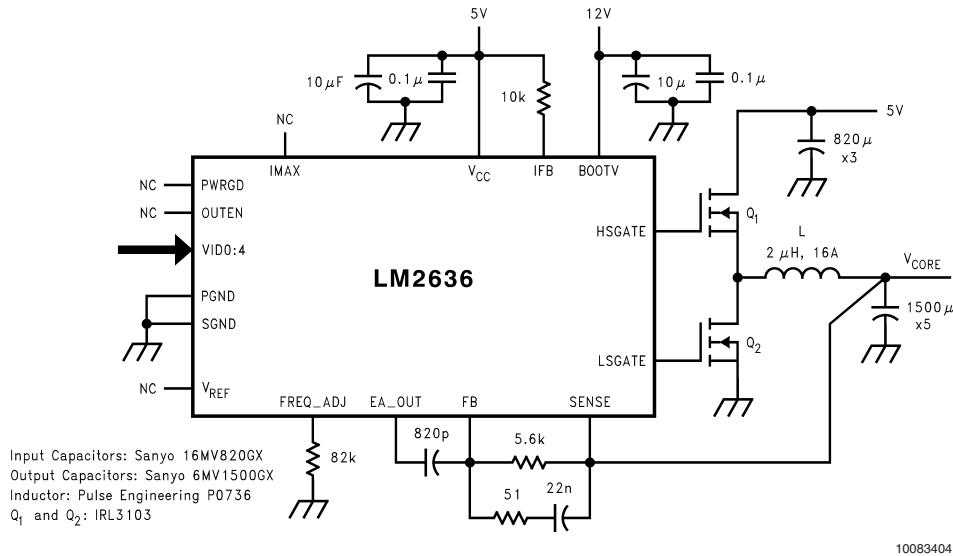 5V
12V
10μF
0.1μ
10k
10μ
0.1μ
5V
820μ
x3
NC
IMAX
VCC
IFB
BOOTV
NC
PWRGD
NC
OUTEN
VID0:4
HSGATE
Q1
L
2 μH, 16A
VCORE
LM2636
PGND
SGND
1500μ
x5
LSGATE
Q2
NC
VREF
FREQ_ADJ
EA_OUT
FB
SENSE
820p
5.6k
82k
51
22n
Input Capacitors: Sanyo 16MV820GX
Output Capacitors: Sanyo 6MV1500GX
Inductor: Pulse Engineering P0736
Q1 and Q2: IRL3103
10083404